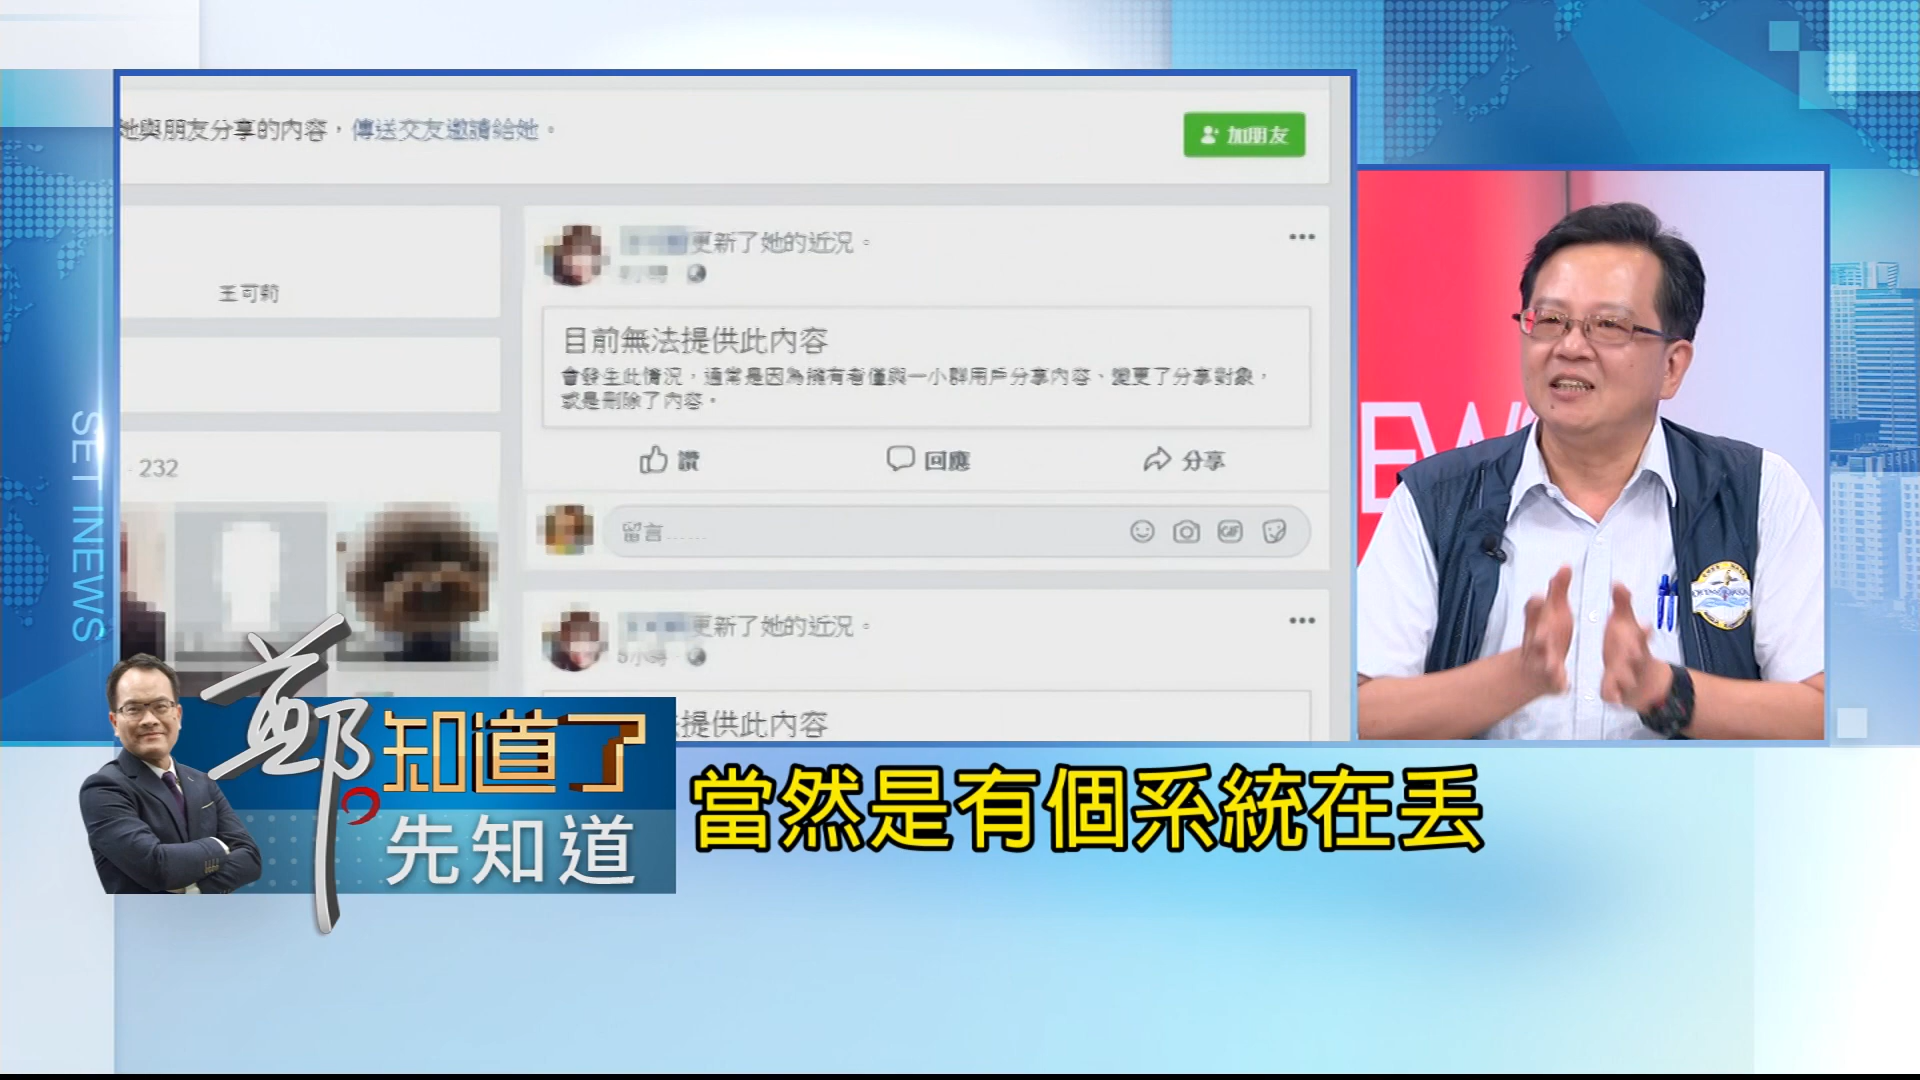 她與朋友分享的內容，傳送交友邀請給她。
加朋友
更新了她的近況。
王可莉
目前無法提供此內容
會發生此情況，通常是因為擁有者僅與一小群用戶分享內容、變更了分享對象，
或是刪除了內容。
讚
回應
分享
232
留言......
GIF
更新了她的近況。
5小時
提供此內容
SET iNEWS
EW
鄭知道了
先知道
當然是有個系統在丟